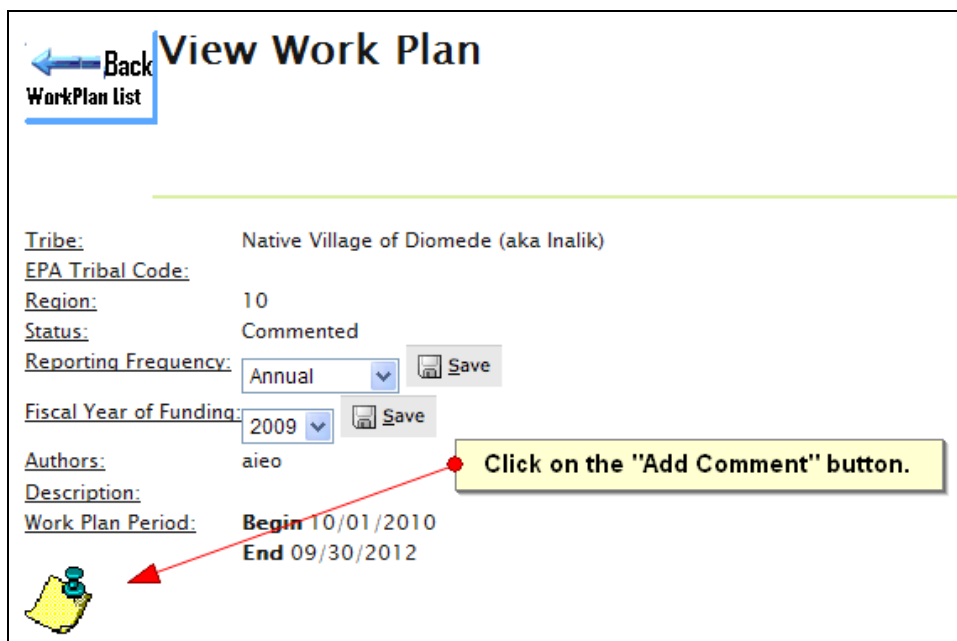 View Work Plan
Back
WorkPlan List
Tribe: Native Village of Diomede (aka Inalik)
EPA Tribal Code:
Region: 10
Status: Commented
Reporting Frequency: Annual Save
Fiscal Year of Funding: 2009 Save
Authors: aieo
Click on the "Add Comment" button.
Description:
Work Plan Period: Begin 10/01/2010
End 09/30/2012